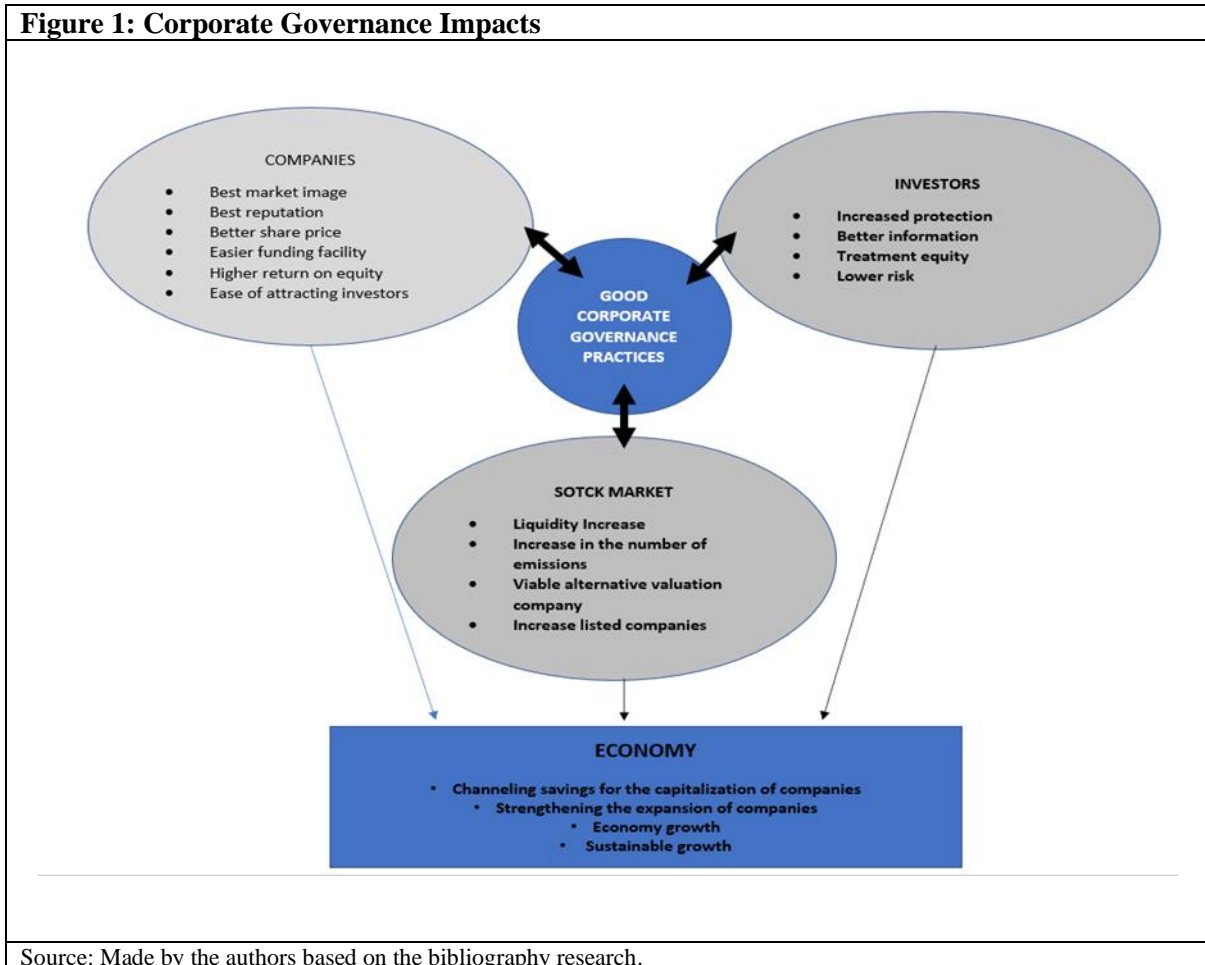 Figure 1: Corporate Governance Impacts
COMPANIES
• Best market image
• Best reputation
• Better share price
• Easier funding facility
• Higher return on equity
• Ease of attracting investors
INVESTORS
• Increased protection
• Better information
• Treatment equity
• Lower risk
GOOD
CORPORATE
GOVERNANCE
PRACTICES
SOTCK MARKET
• Liquidity Increase
• Increase in the number of
emissions
• Viable alternative valuation
company
• Increase listed companies
ECONOMY
• Channeling savings for the capitalization of companies
• Strengthening the expansion of companies
• Economy growth
• Sustainable growth
Source: Made by the authors based on the bibliography research.